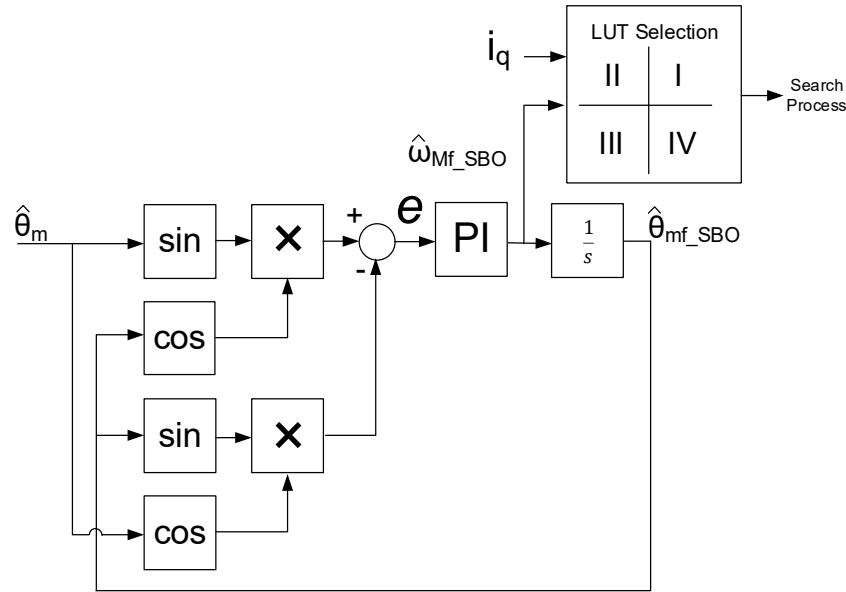 LUT Selection
i_q
II I
III IV
Search
Process
ω̂_Mf_SBO
θ̂_m
sin
×
+
-
e
PI
1/s
θ̂_mf_SBO
cos
sin
×
cos